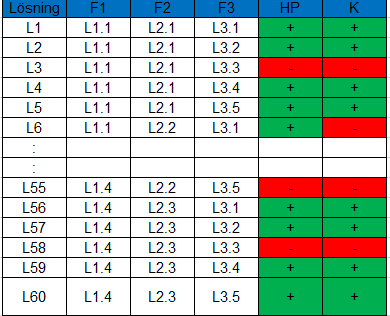 Lösning F1 F2 F3 HP K
L1 L1.1 L2.1 L3.1 + +
L2 L1.1 L2.1 L3.2 + +
L3 L1.1 L2.1 L3.3 - -
L4 L1.1 L2.1 L3.4 + +
L5 L1.1 L2.1 L3.5 + +
L6 L1.1 L2.2 L3.1 + -
:
:
L55 L1.4 L2.2 L3.5 - -
L56 L1.4 L2.3 L3.1 + +
L57 L1.4 L2.3 L3.2 + +
L58 L1.4 L2.3 L3.3 - -
L59 L1.4 L2.3 L3.4 + +
L60 L1.4 L2.3 L3.5 + +